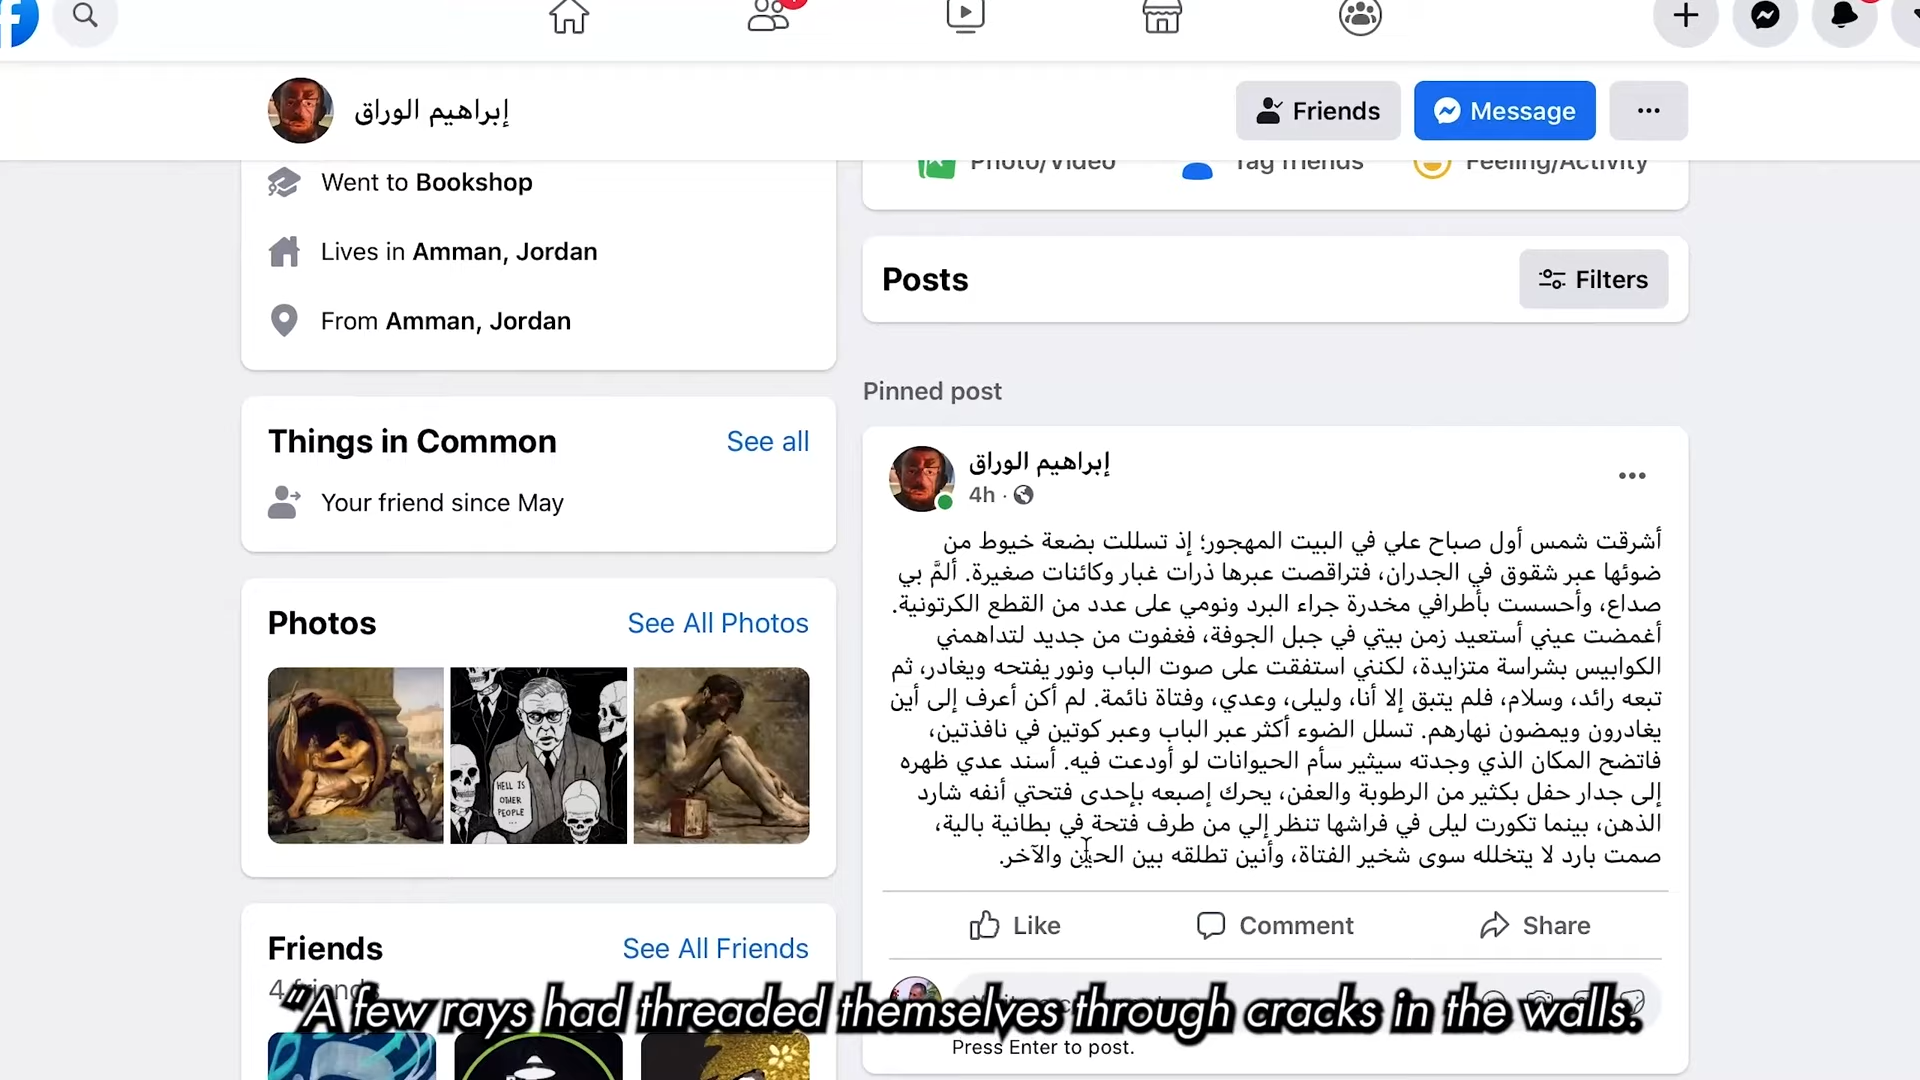 إبراهيم الوراق
Friends
Message
Went to Bookshop
Lives in Amman, Jordan
From Amman, Jordan
Things in Common
See all
Your friend since May
Photos
See All Photos
HELL IS
OTHER
PEOPLE
...
Friends
See All Friends
4 friends
Photo/Video
Tag friends
Feeling/Activity
Posts
Filters
Pinned post
إبراهيم الوراق
4h ·
أشرقت شمس أول صباح علي في البيت المهجور؛ إذ تسللت بضعة خيوط من
ضوئها عبر شقوق في الجدران، فتراقصت عبرها ذرات غبار وكائنات صغيرة. ألمَّ بي
صداع، وأحسست بأطرافي مخدرة جراء البرد ونومي على عدد من القطع الكرتونية.
أغمضت عيني أستعيد زمن بيتي في جبل الجوفة، فغفوت من جديد لتداهمني
الكوابيس بشراسة متزايدة، لكنني استفقت على صوت الباب ونور يفتحه ويغادر، ثم
تبعه رائد، وسلام، فلم يتبق إلا أنا، وليلى، وعدي، وفتاة نائمة. لم أكن أعرف إلى أين
يغادرون ويمضون نهارهم. تسلل الضوء أكثر عبر الباب وعبر كوتين في نافذتين،
فاتضح المكان الذي وجدته سيثير سأم الحيوانات لو أودعت فيه. أسند عدي ظهره
إلى جدار حفل بكثير من الرطوبة والعفن، يحرك إصبعه بإحدى فتحتي أنفه شارد
الذهن، بينما تكورت ليلى في فراشها تنظر إلي من طرف فتحة في بطانية بالية،
صمت بارد لا يتخلله سوى شخير الفتاة، وأنين تطلقه بين الحين والآخر.
Like
Comment
Share
Press Enter to post.
"A few rays had threaded themselves through cracks in the walls.